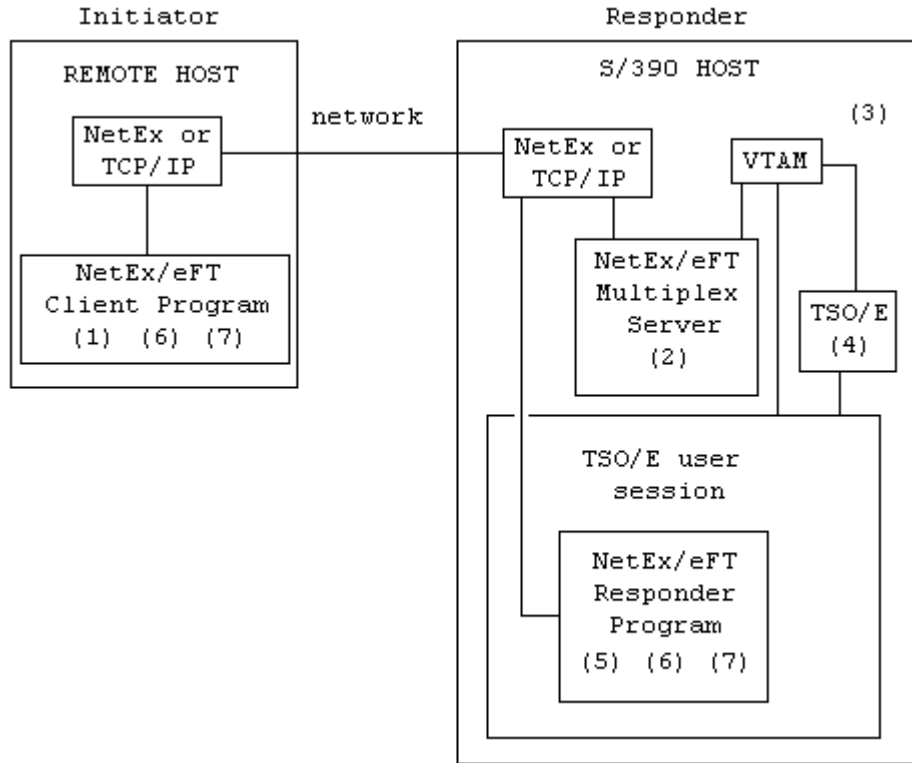 Initiator
Responder
REMOTE HOST
S/390 HOST
network
(3)
NetEx or
TCP/IP
NetEx or
TCP/IP
VTAM
NetEx/eFT
Client Program
(1) (6) (7)
NetEx/eFT
Multiplex
Server
(2)
TSO/E
(4)
TSO/E user
session
NetEx/eFT
Responder
Program
(5) (6) (7)